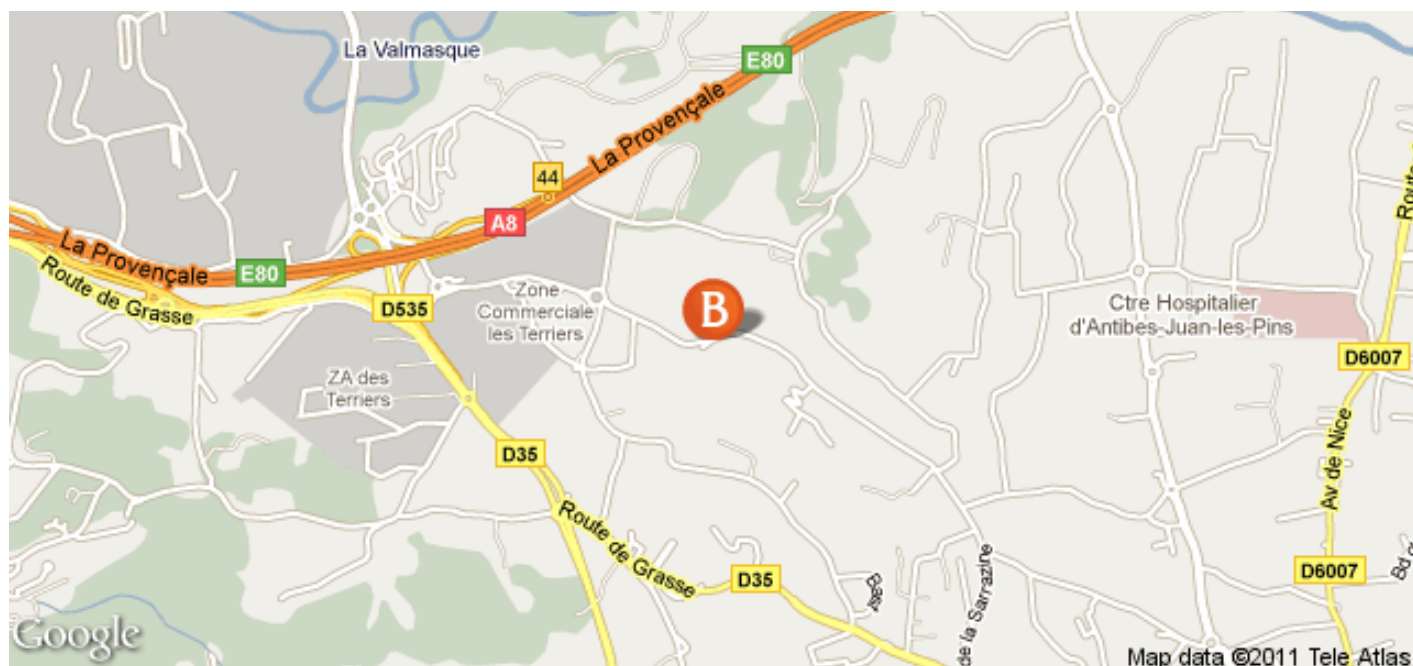 La Valmasque
E80
La Provençale
44
A8
La Provençale
E80
Route de Grasse
D535
Zone
Commerciale
les Terriers
B
Ctre Hospitalier
d'Antibes-Juan-les-Pins
D6007
ZA des
Terriers
Av de Nice
D35
Route de Grasse
D35
de la Sarrazine
D6007
Google
Map data ©2011 Tele Atlas